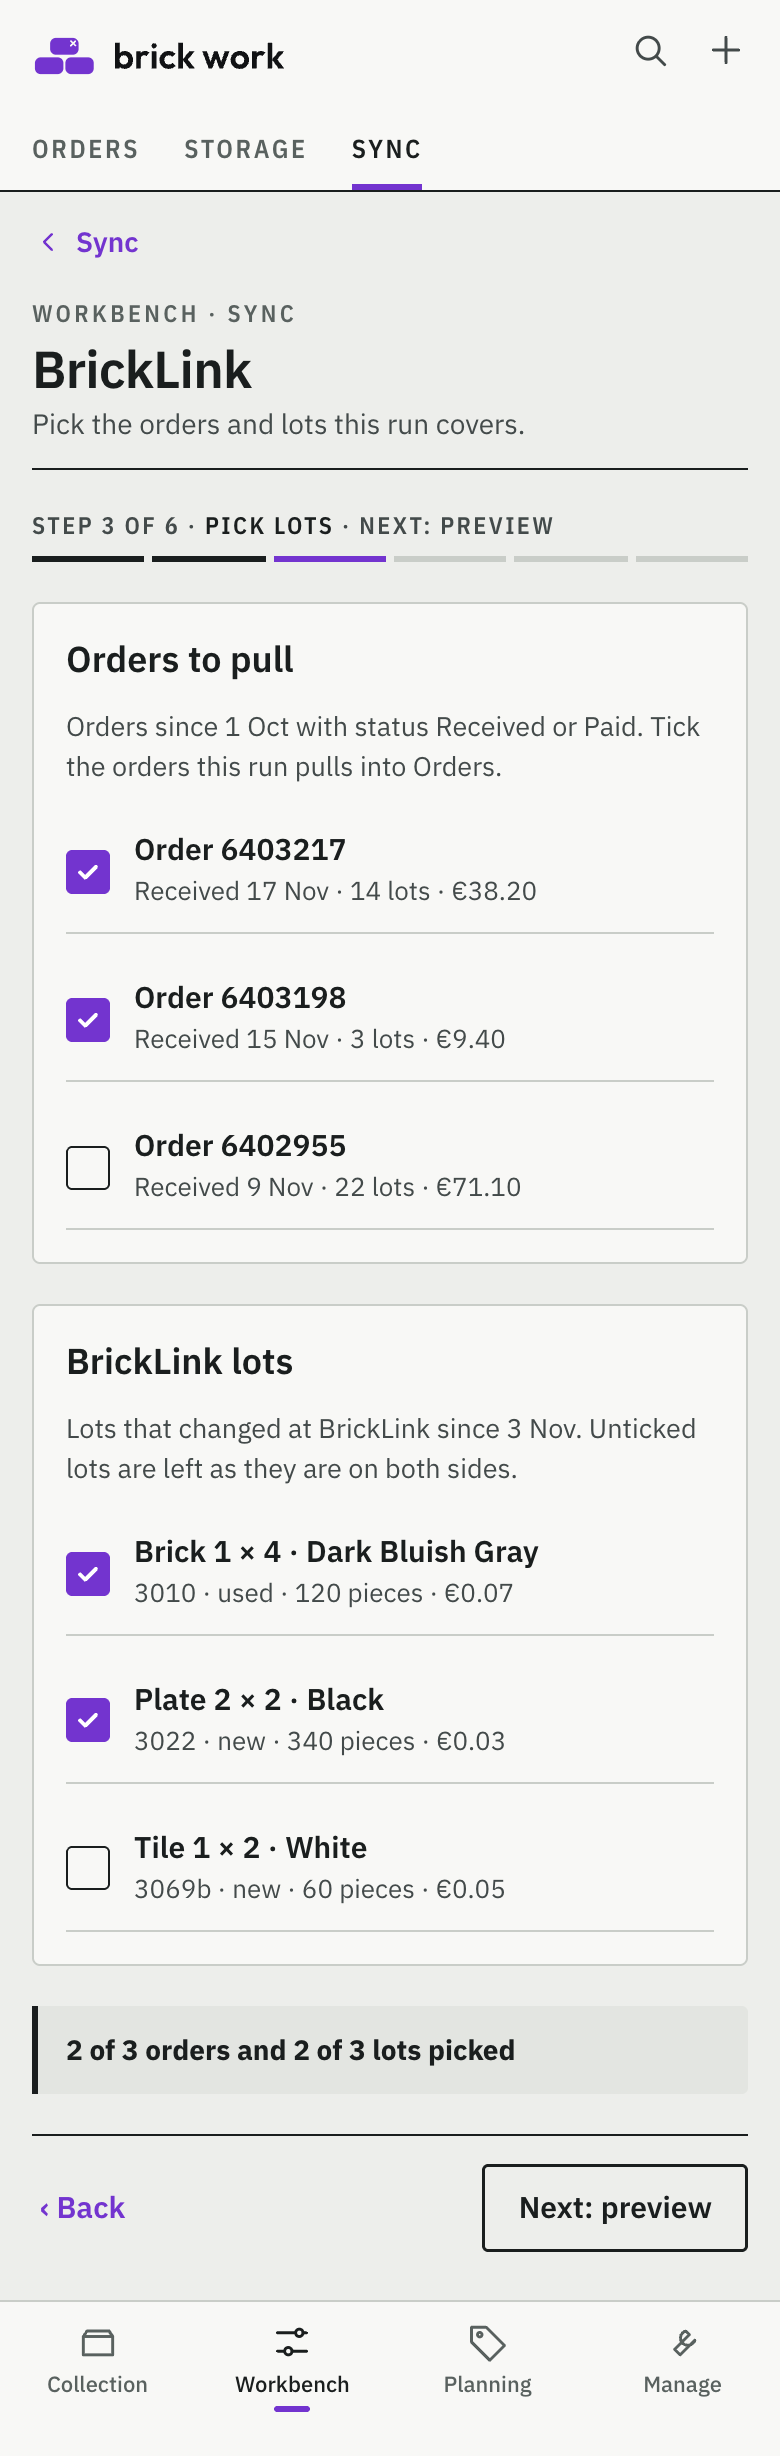 brick work
ORDERS STORAGE SYNC
Sync
WORKBENCH · SYNC
BrickLink
Pick the orders and lots this run covers.
STEP 3 OF 6 · PICK LOTS · NEXT: PREVIEW
Orders to pull
Orders since 1 Oct with status Received or Paid. Tick
the orders this run pulls into Orders.
Order 6403217
Received 17 Nov · 14 lots · €38.20
Order 6403198
Received 15 Nov · 3 lots · €9.40
Order 6402955
Received 9 Nov · 22 lots · €71.10
BrickLink lots
Lots that changed at BrickLink since 3 Nov. Unticked
lots are left as they are on both sides.
Brick 1 × 4 · Dark Bluish Gray
3010 · used · 120 pieces · €0.07
Plate 2 × 2 · Black
3022 · new · 340 pieces · €0.03
Tile 1 × 2 · White
3069b · new · 60 pieces · €0.05
2 of 3 orders and 2 of 3 lots picked
‹ Back
Next: preview
Collection Workbench Planning Manage